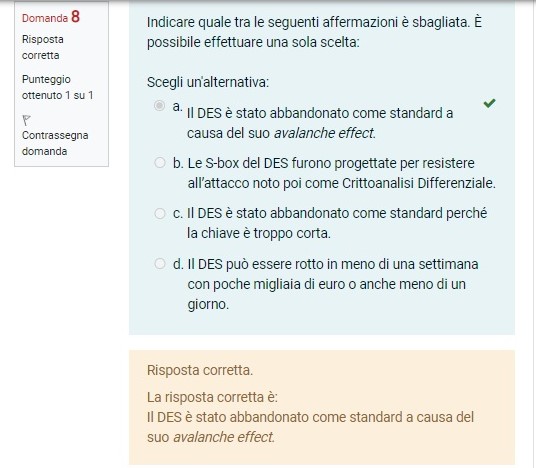 Domanda 8
Risposta
corretta
Punteggio
ottenuto 1 su 1
Contrassegna
domanda
Indicare quale tra le seguenti affermazioni è sbagliata. È
possibile effettuare una sola scelta:
Scegli un'alternativa:
a. Il DES è stato abbandonato come standard a
causa del suo avalanche effect.
b. Le S-box del DES furono progettate per resistere
all'attacco noto poi come Crittoanalisi Differenziale.
c. Il DES è stato abbandonato come standard perché
la chiave è troppo corta.
d. Il DES può essere rotto in meno di una settimana
con poche migliaia di euro o anche meno di un
giorno.
Risposta corretta.
La risposta corretta è:
Il DES è stato abbandonato come standard a causa del
suo avalanche effect.